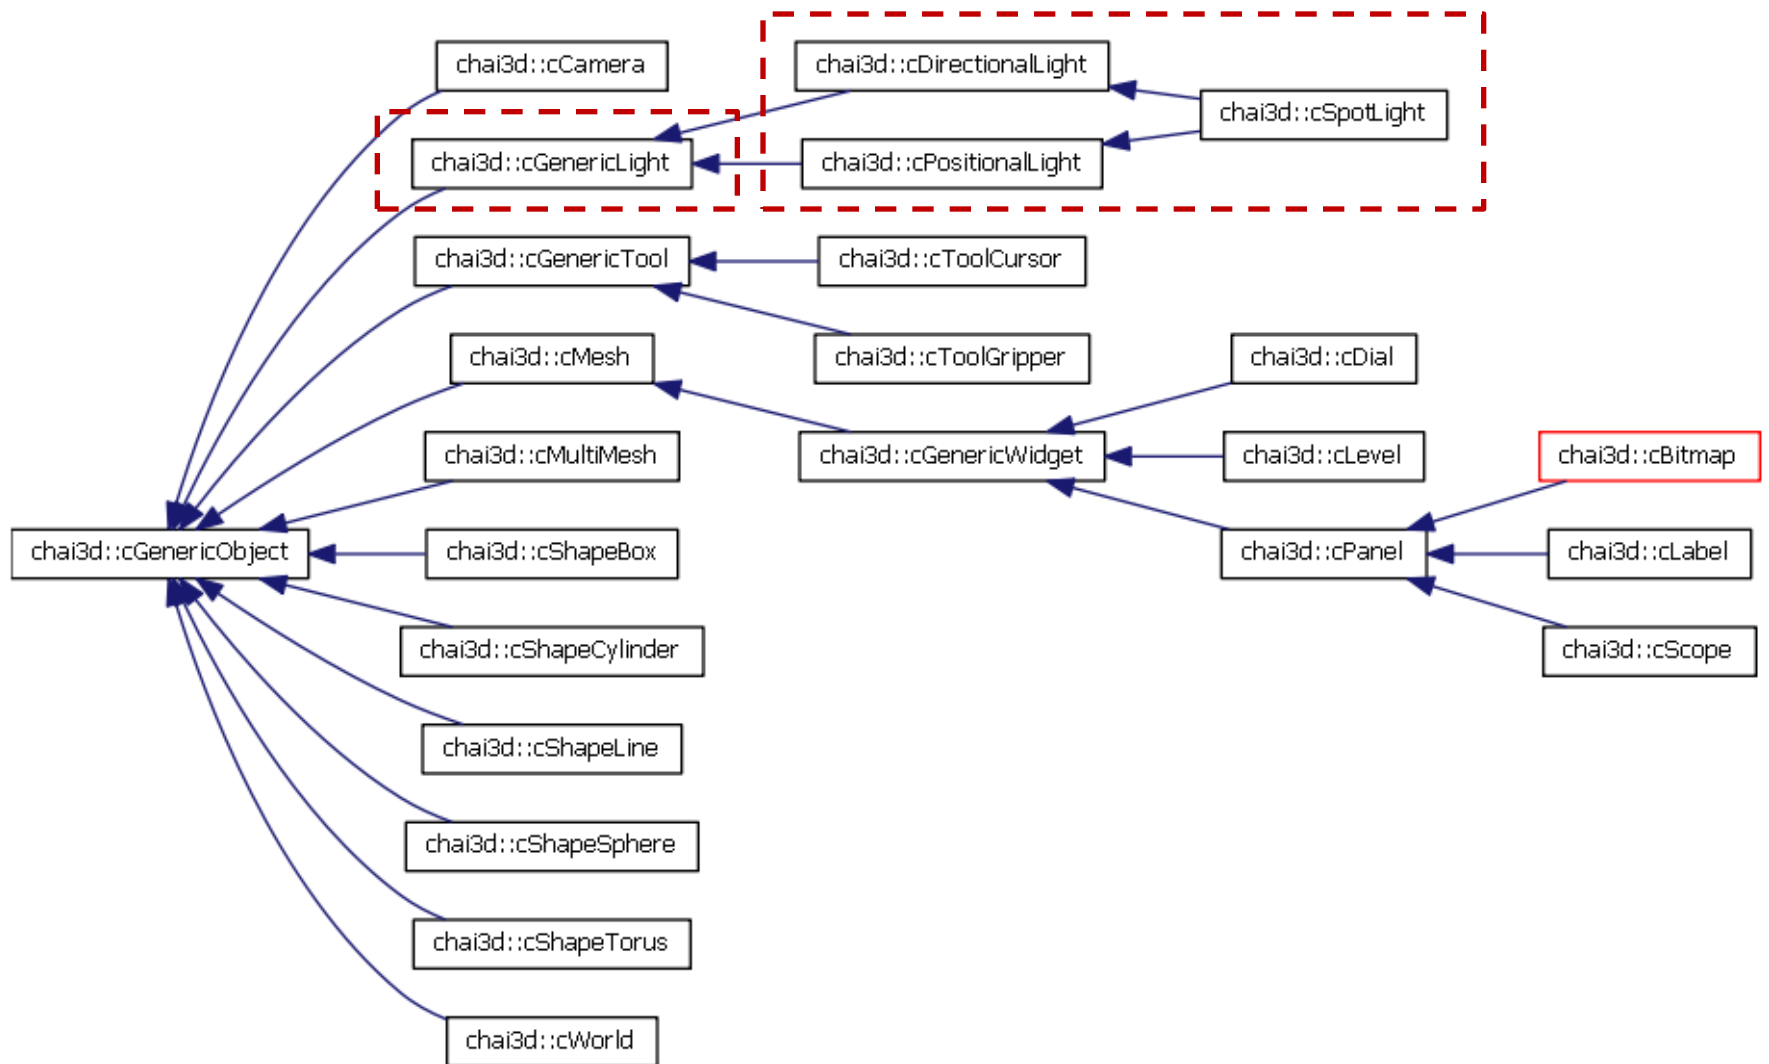 chai3d::cCamera
chai3d::cDirectionalLight
chai3d::cSpotLight
chai3d::cGenericLight
chai3d::cPositionalLight
chai3d::cGenericTool
chai3d::cToolCursor
chai3d::cMesh
chai3d::cToolGripper
chai3d::cDial
chai3d::cMultiMesh
chai3d::cGenericWidget
chai3d::cLevel
chai3d::cBitmap
chai3d::cGenericObject
chai3d::cShapeBox
chai3d::cPanel
chai3d::cLabel
chai3d::cShapeCylinder
chai3d::cScope
chai3d::cShapeLine
chai3d::cShapeSphere
chai3d::cShapeTorus
chai3d::cWorld